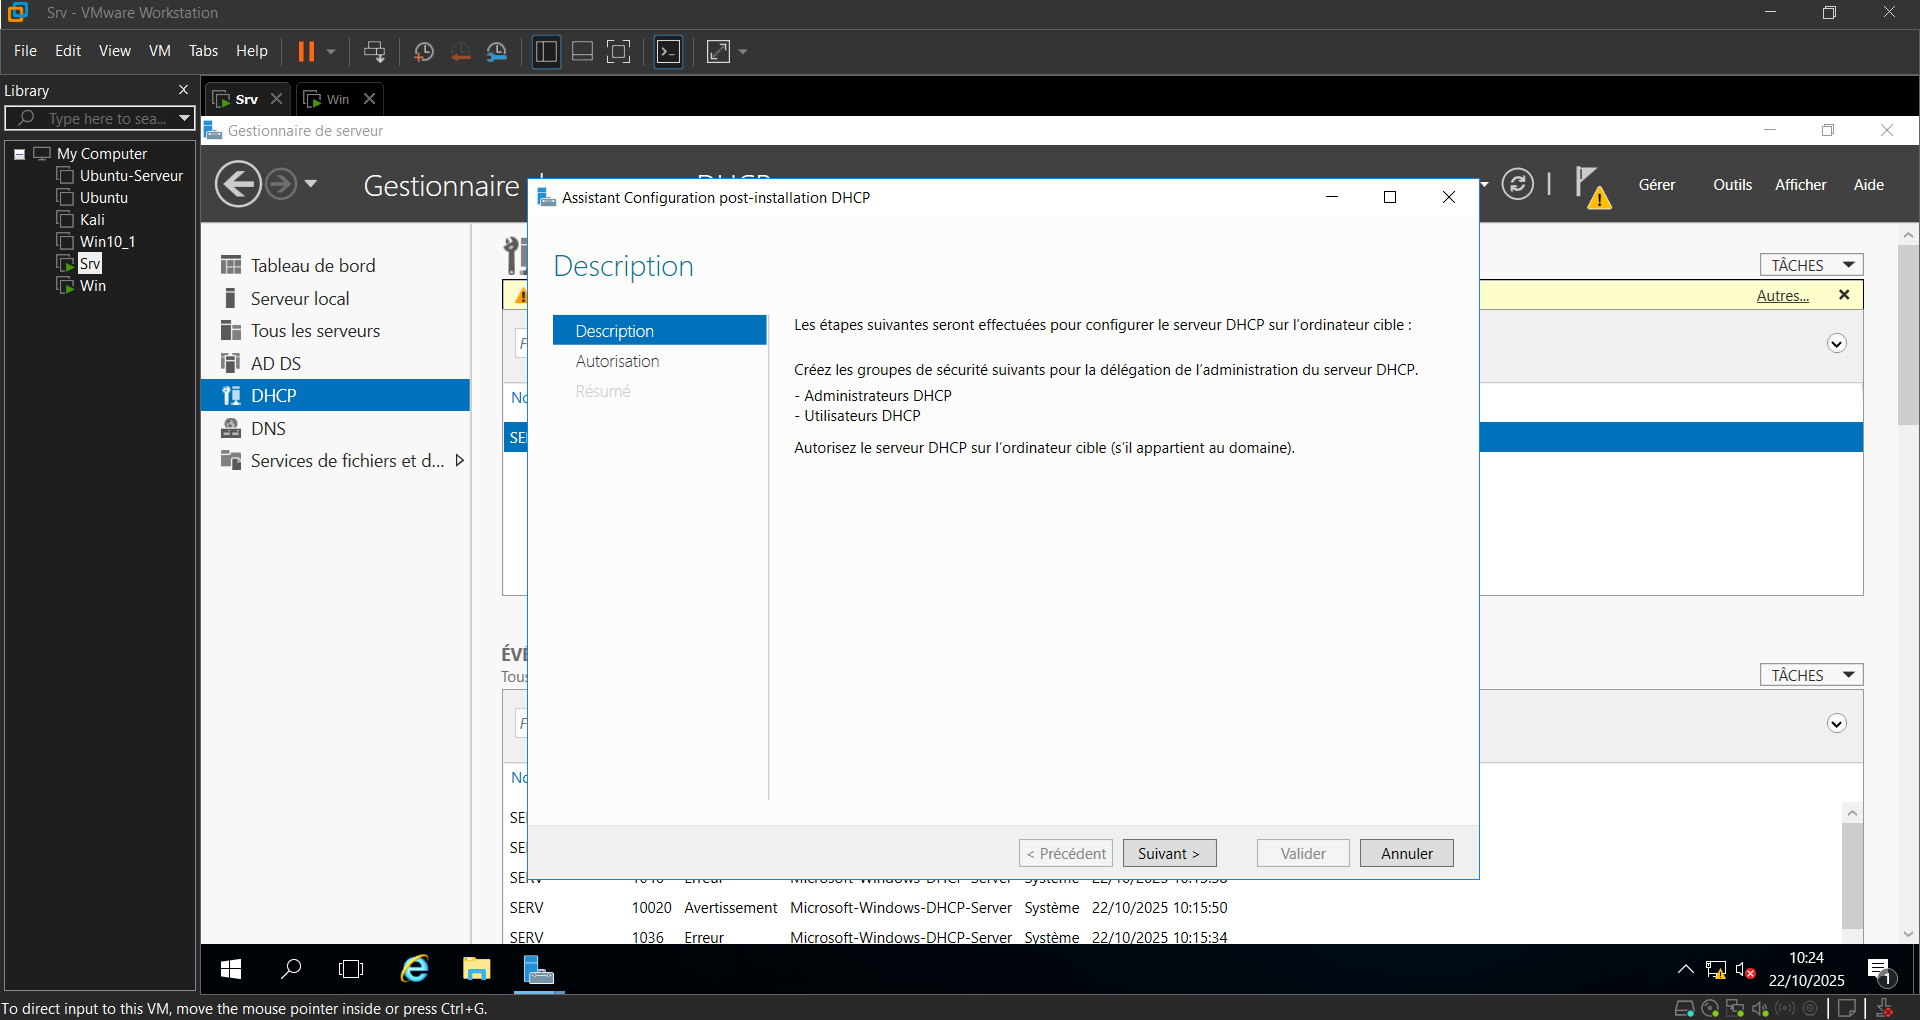 Srv - VMware Workstation
File Edit View VM Tabs Help
Library
Type here to sea...
My Computer
Ubuntu-Serveur
Ubuntu
Kali
Win10_1
Srv
Win
Srv
Win
Gestionnaire de serveur
Gestionnaire
DHCP
Gérer Outils Afficher Aide
Tableau de bord
Serveur local
Tous les serveurs
AD DS
DHCP
DNS
Services de fichiers et d...
TÂCHES
Autres...
Assistant Configuration post-installation DHCP
Description
Description
Autorisation
Résumé
Les étapes suivantes seront effectuées pour configurer le serveur DHCP sur l'ordinateur cible :
Créez les groupes de sécurité suivants pour la délégation de l'administration du serveur DHCP.
- Administrateurs DHCP
- Utilisateurs DHCP
Autorisez le serveur DHCP sur l'ordinateur cible (s'il appartient au domaine).
< Précédent Suivant > Valider Annuler
TÂCHES
SERV 10020 Avertissement Microsoft-Windows-DHCP-Server Système 22/10/2025 10:15:50
SERV 1036 Erreur Microsoft-Windows-DHCP-Server Système 22/10/2025 10:15:34
10:24
22/10/2025
1
To direct input to this VM, move the mouse pointer inside or press Ctrl+G.